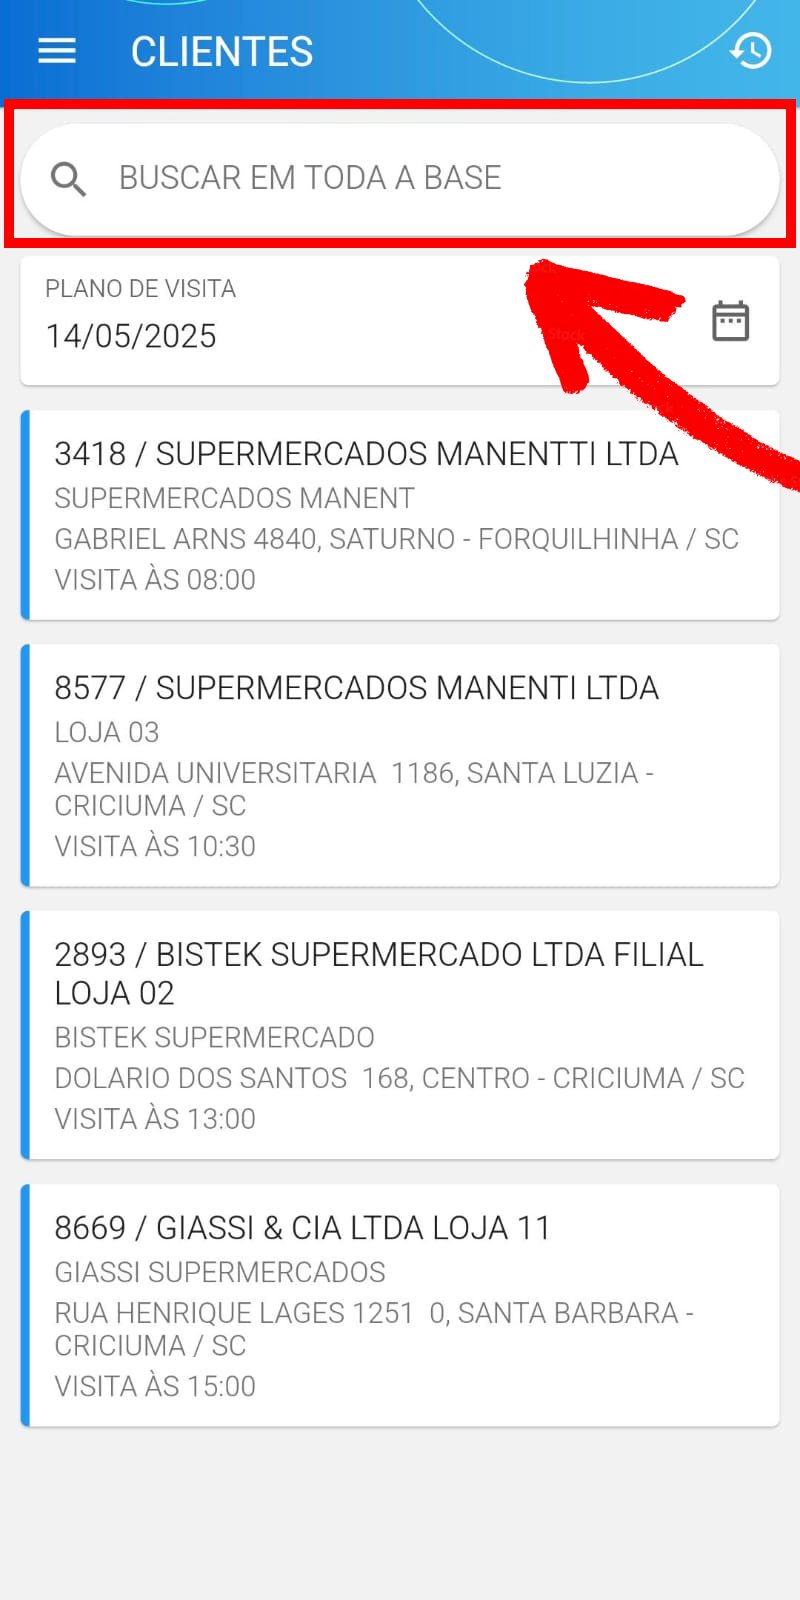 CLIENTES
BUSCAR EM TODA A BASE
PLANO DE VISITA
14/05/2025
3418 / SUPERMERCADOS MANENTTI LTDA
SUPERMERCADOS MANENT
GABRIEL ARNS 4840, SATURNO - FORQUILHINHA / SC
VISITA ÀS 08:00
8577 / SUPERMERCADOS MANENTI LTDA
LOJA 03
AVENIDA UNIVERSITARIA  1186, SANTA LUZIA -
CRICIUMA / SC
VISITA ÀS 10:30
2893 / BISTEK SUPERMERCADO LTDA FILIAL
LOJA 02
BISTEK SUPERMERCADO
DOLARIO DOS SANTOS  168, CENTRO - CRICIUMA / SC
VISITA ÀS 13:00
8669 / GIASSI & CIA LTDA LOJA 11
GIASSI SUPERMERCADOS
RUA HENRIQUE LAGES 1251  0, SANTA BARBARA -
CRICIUMA / SC
VISITA ÀS 15:00